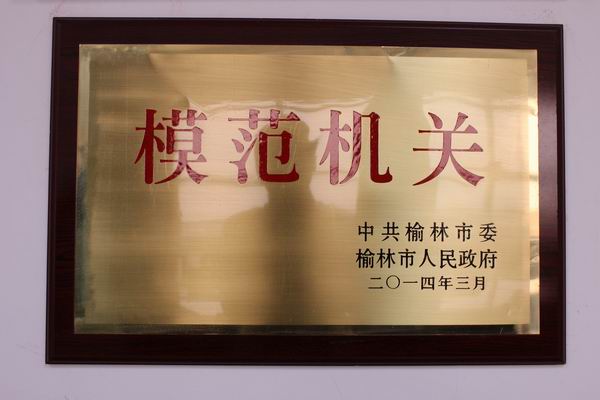 模范机关
中共榆林市委
榆林市人民政府
二〇一四年三月